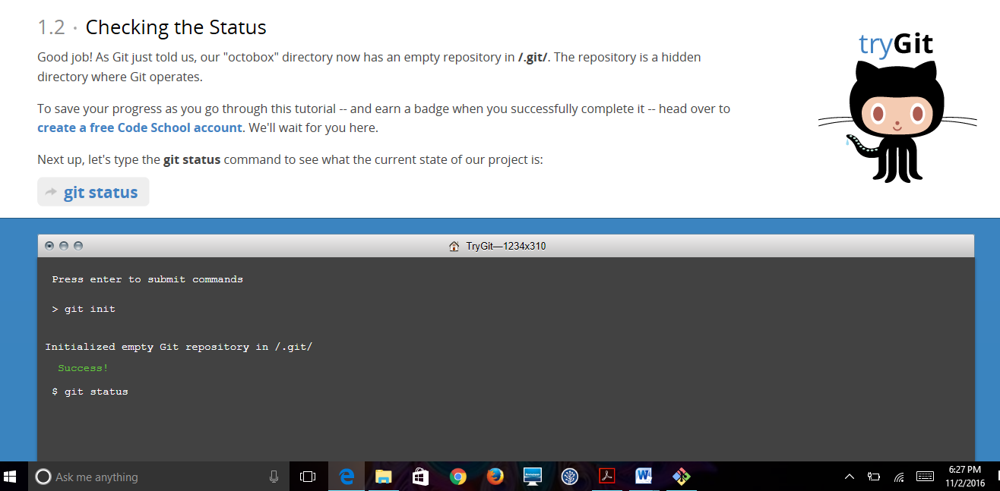 1.2 · Checking the Status
Good job! As Git just told us, our "octobox" directory now has an empty repository in /.git/. The repository is a hidden
directory where Git operates.
To save your progress as you go through this tutorial -- and earn a badge when you successfully complete it -- head over to
create a free Code School account. We'll wait for you here.
Next up, let's type the git status command to see what the current state of our project is:
git status
tryGit
TryGit—1234x310
Press enter to submit commands
> git init
Initialized empty Git repository in /.git/
Success!
$ git status
Ask me anything
6:27 PM
11/2/2016